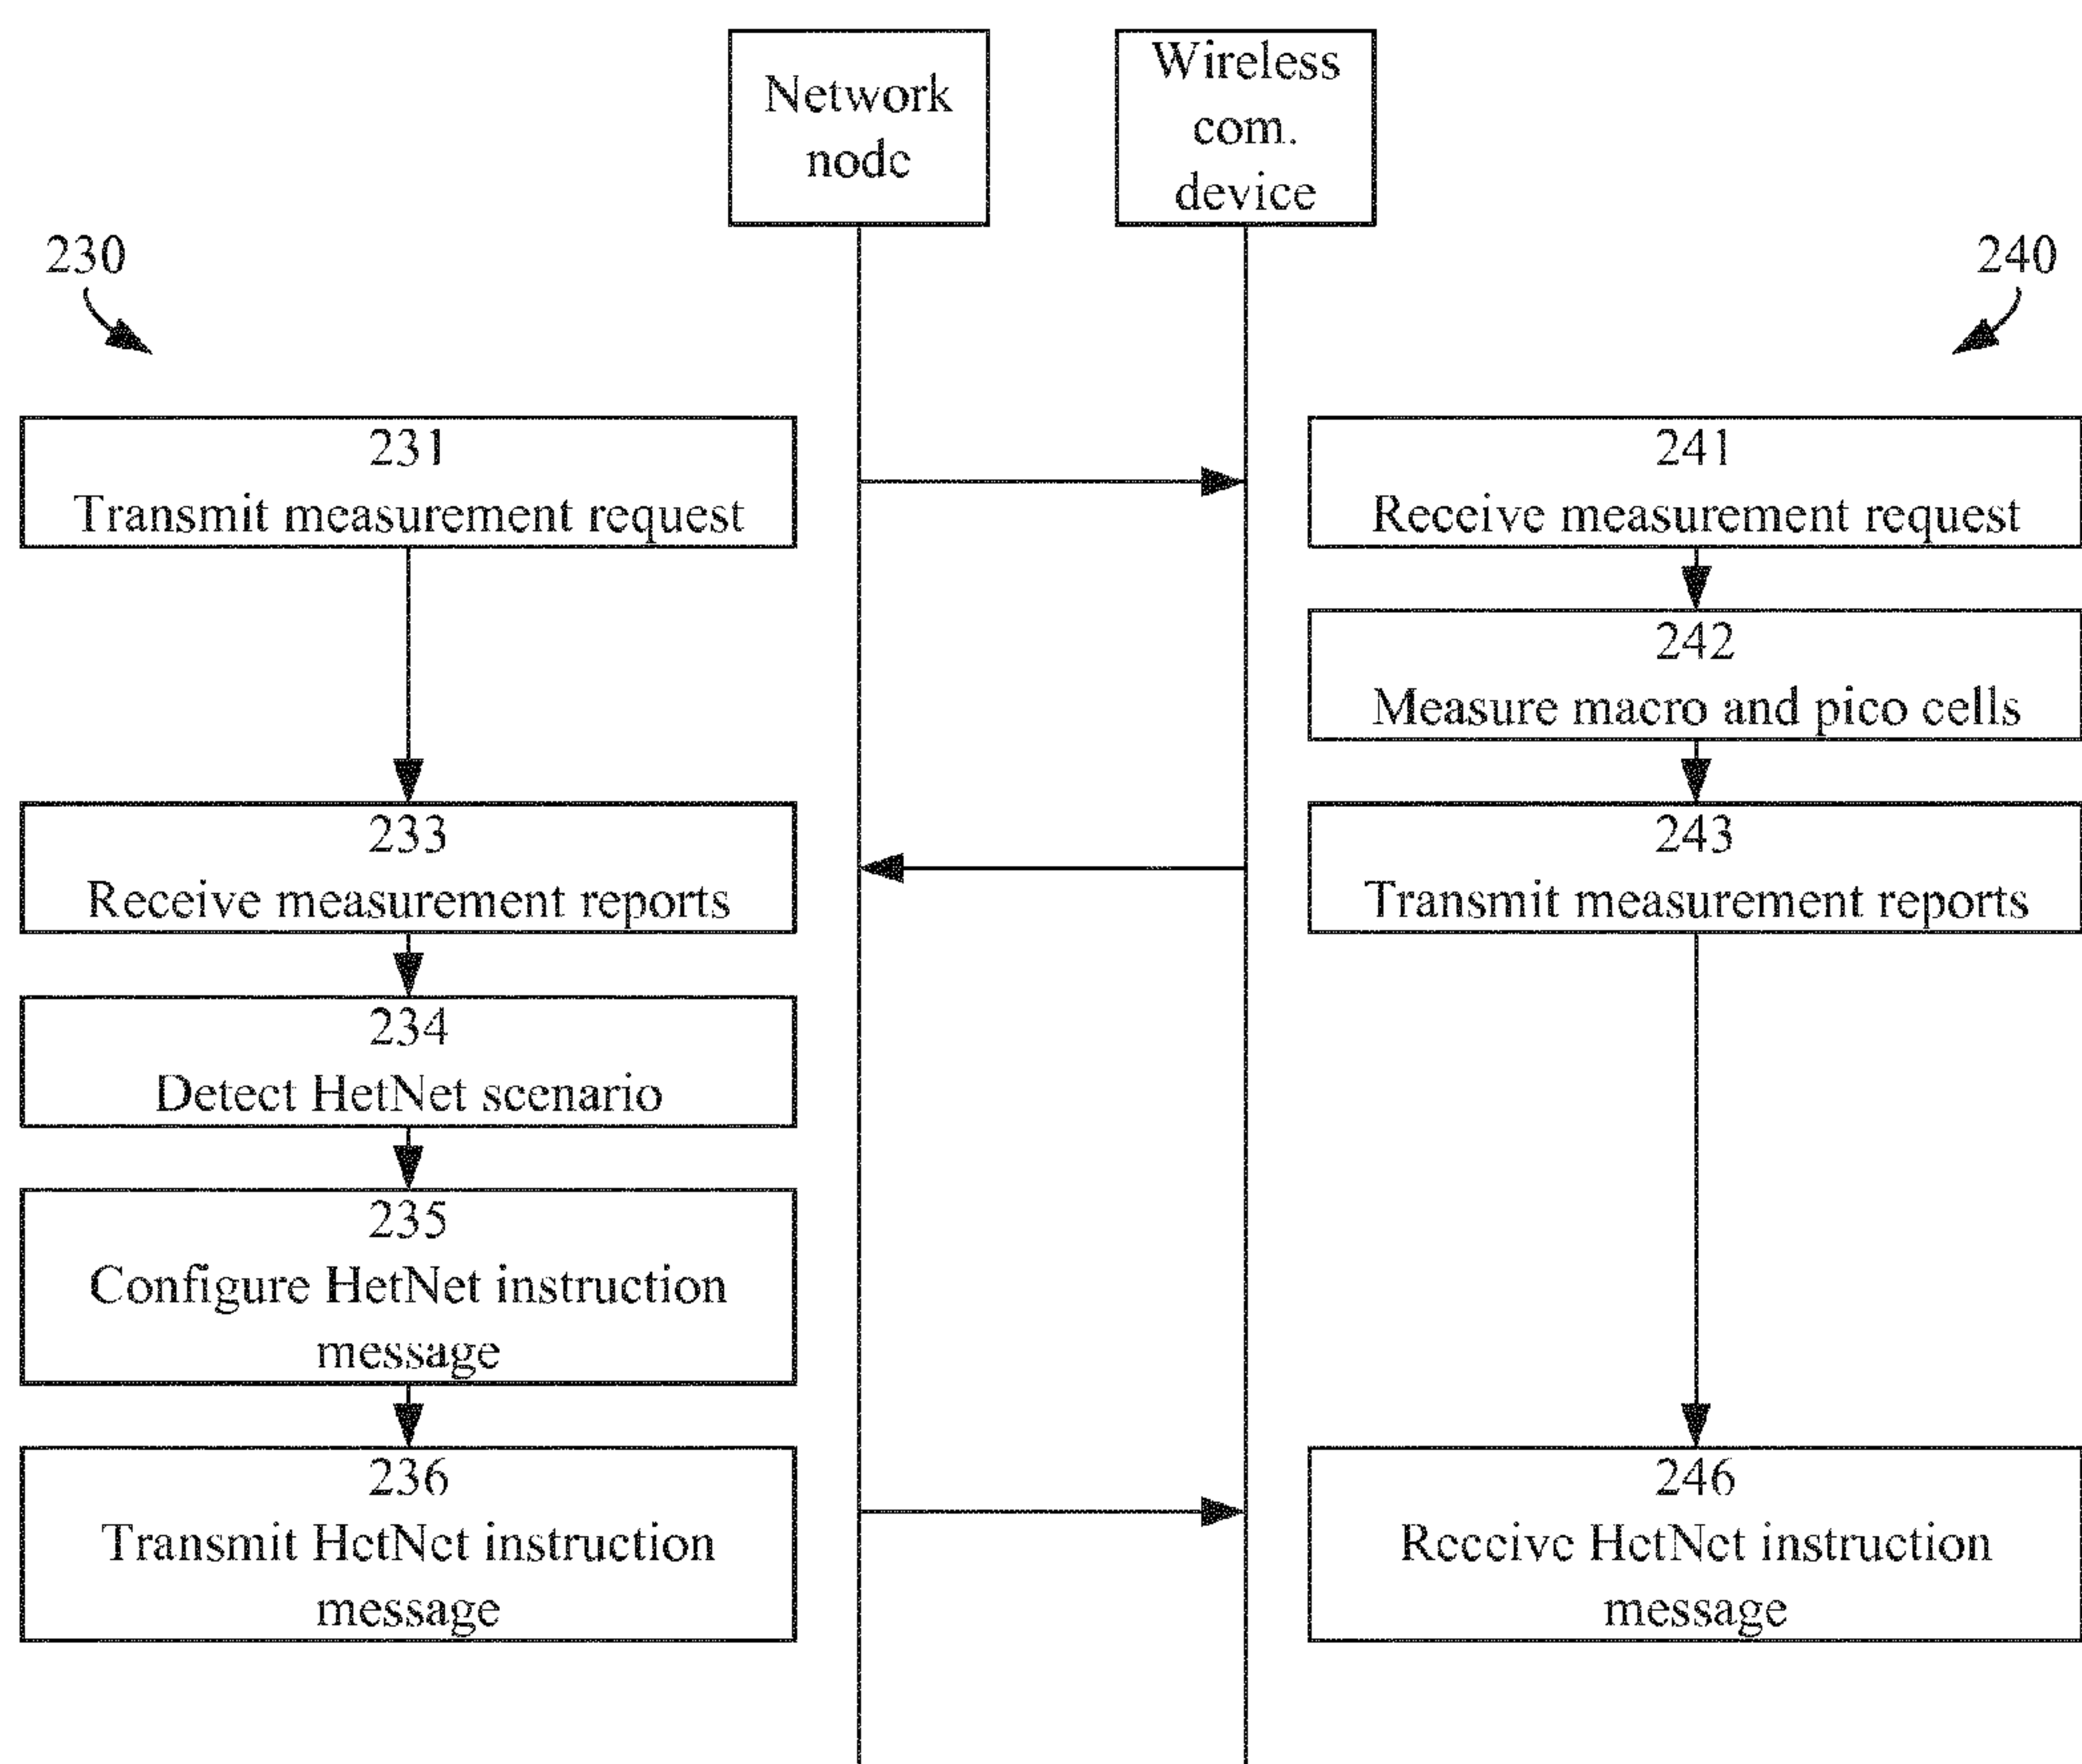 Network
node
Wireless
com.
device
230
240
231
Transmit measurement request
241
Receive measurement request
242
Measure macro and pico cells
233
Receive measurement reports
243
Transmit measurement reports
234
Detect HetNet scenario
235
Configure HetNet instruction
message
236
Transmit HetNet instruction
message
246
Receive HetNet instruction
message